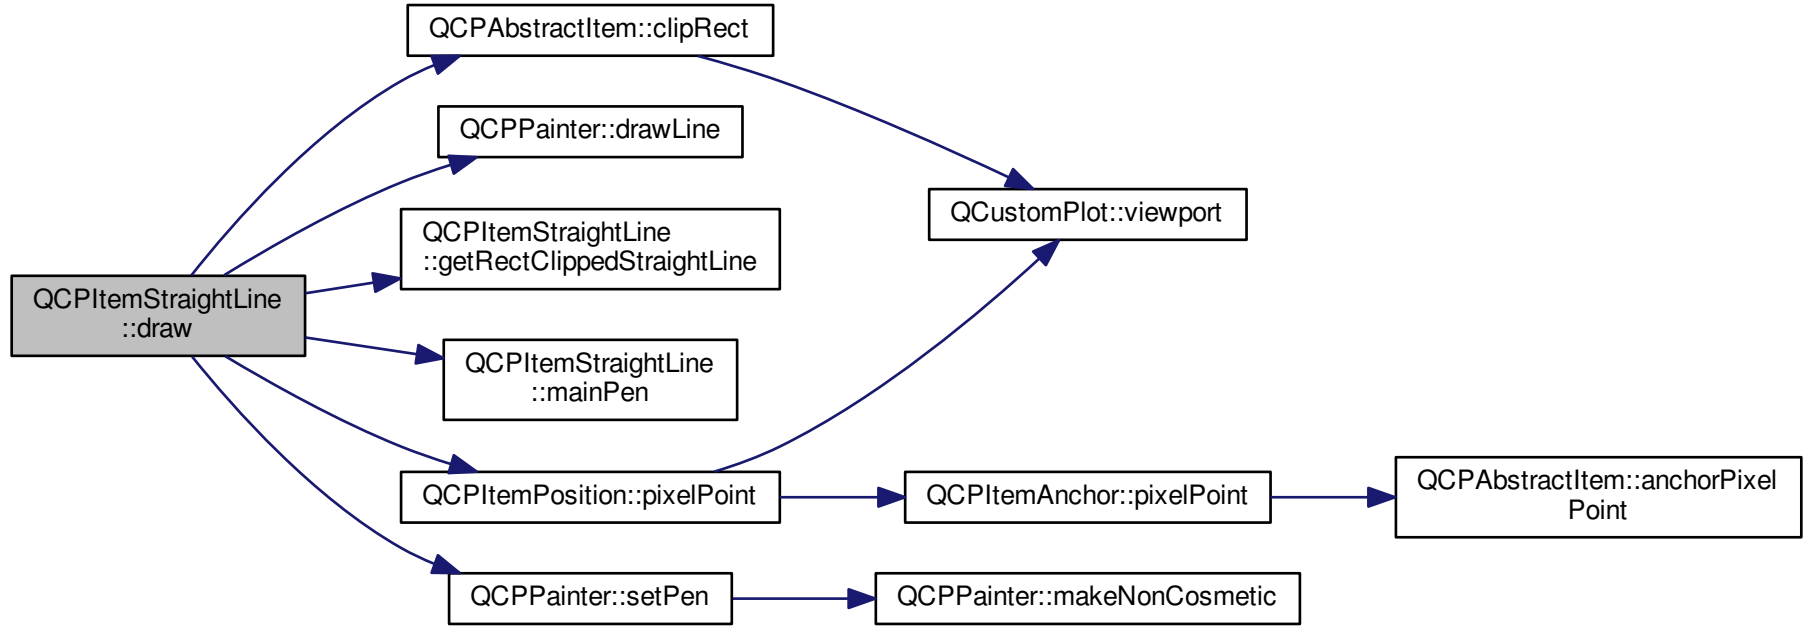 QCPAbstractItem::clipRect
QCPPainter::drawLine
QCustomPlot::viewport
QCPItemStraightLine
::getRectClippedStraightLine
QCPItemStraightLine
::draw
QCPItemStraightLine
::mainPen
QCPItemPosition::pixelPoint
QCPItemAnchor::pixelPoint
QCPAbstractItem::anchorPixel
Point
QCPPainter::setPen
QCPPainter::makeNonCosmetic